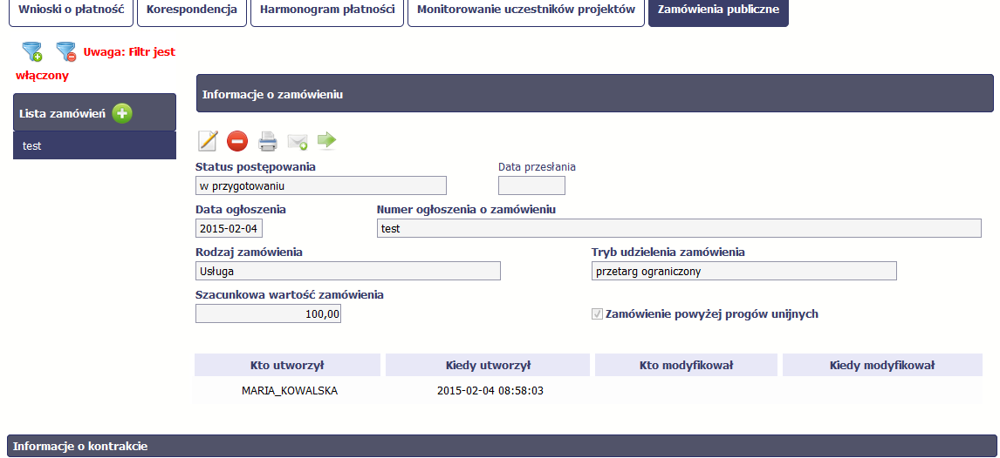 Wnioski o płatność Korespondencja Harmonogram płatności Monitorowanie uczestników projektów Zamówienia publiczne
Uwaga: Filtr jest
włączony
Lista zamówień
test
Informacje o zamówieniu
Status postępowania Data przesłania
w przygotowaniu
Data ogłoszenia Numer ogłoszenia o zamówieniu
2015-02-04 test
Rodzaj zamówienia Tryb udzielenia zamówienia
Usługa przetarg ograniczony
Szacunkowa wartość zamówienia
100,00 Zamówienie powyżej progów unijnych
Kto utworzył Kiedy utworzył Kto modyfikował Kiedy modyfikował
MARIA_KOWALSKA 2015-02-04 08:58:03
Informacje o kontrakcie